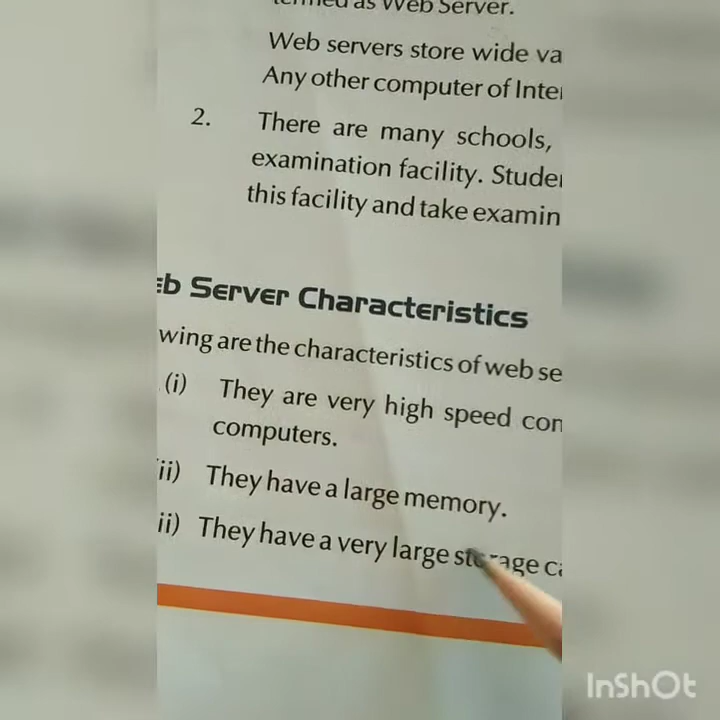 termed as Web Server.
Web servers store wide va
Any other computer of Inte
2. There are many schools,
examination facility. Stude
this facility and take examin
eb Server Characteristics
wing are the characteristics of web se
(i) They are very high speed con
computers.
ii) They have a large memory.
ii) They have a very large storage ca
InShOt